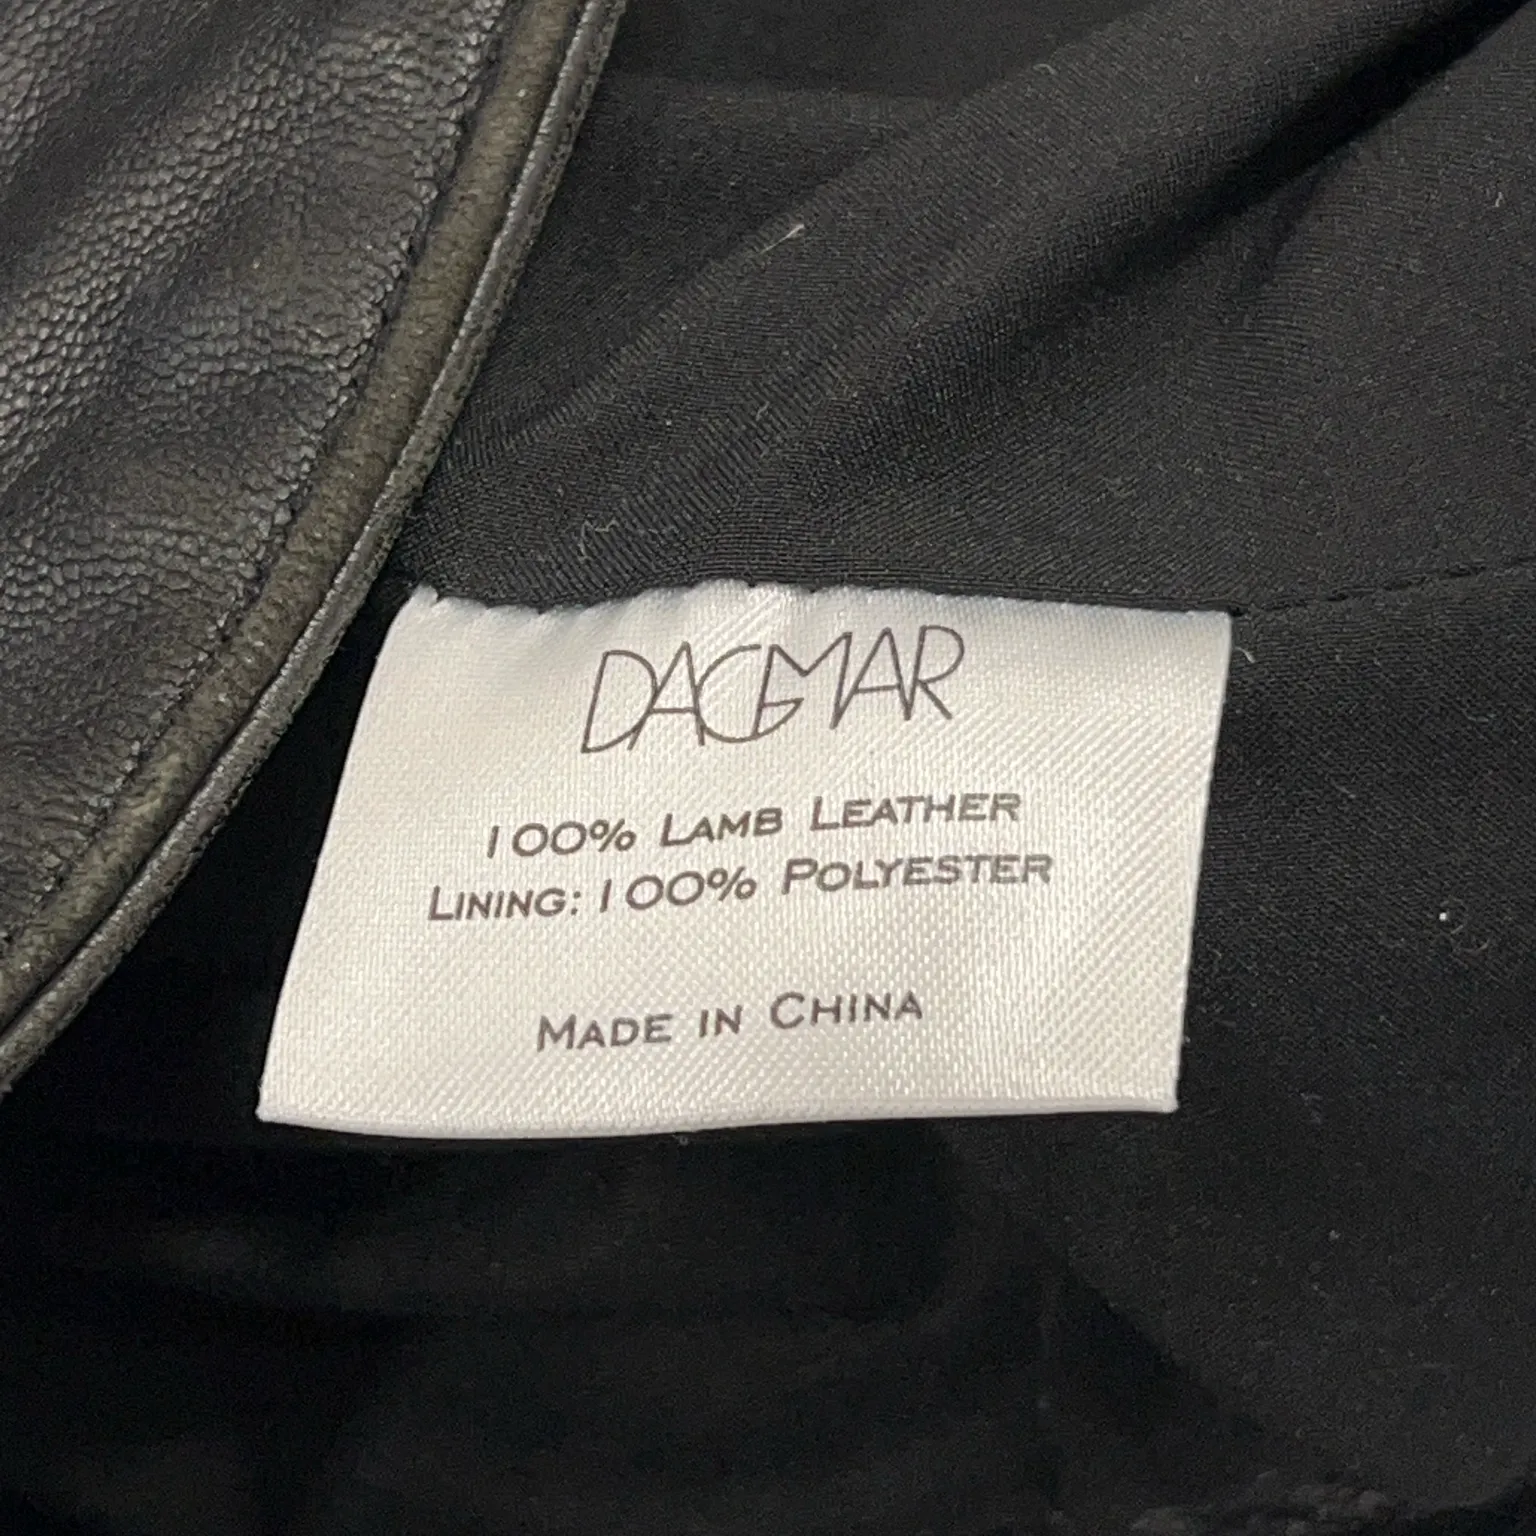 DAGMAR
100% LAMB LEATHER
LINING: 100% POLYESTER
MADE IN CHINA